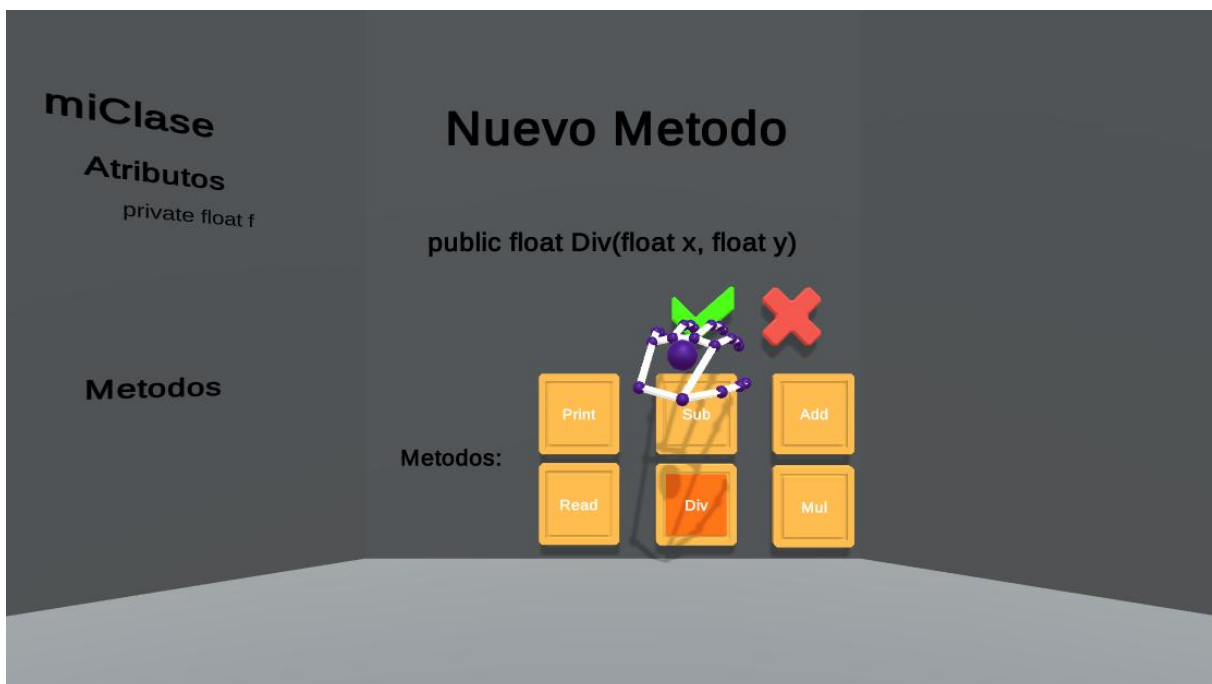 miClase
Atributos
private float f
Metodos
Nuevo Metodo
public float Div(float x, float y)
Metodos:
Print
Sub
Add
Read
Div
Mul